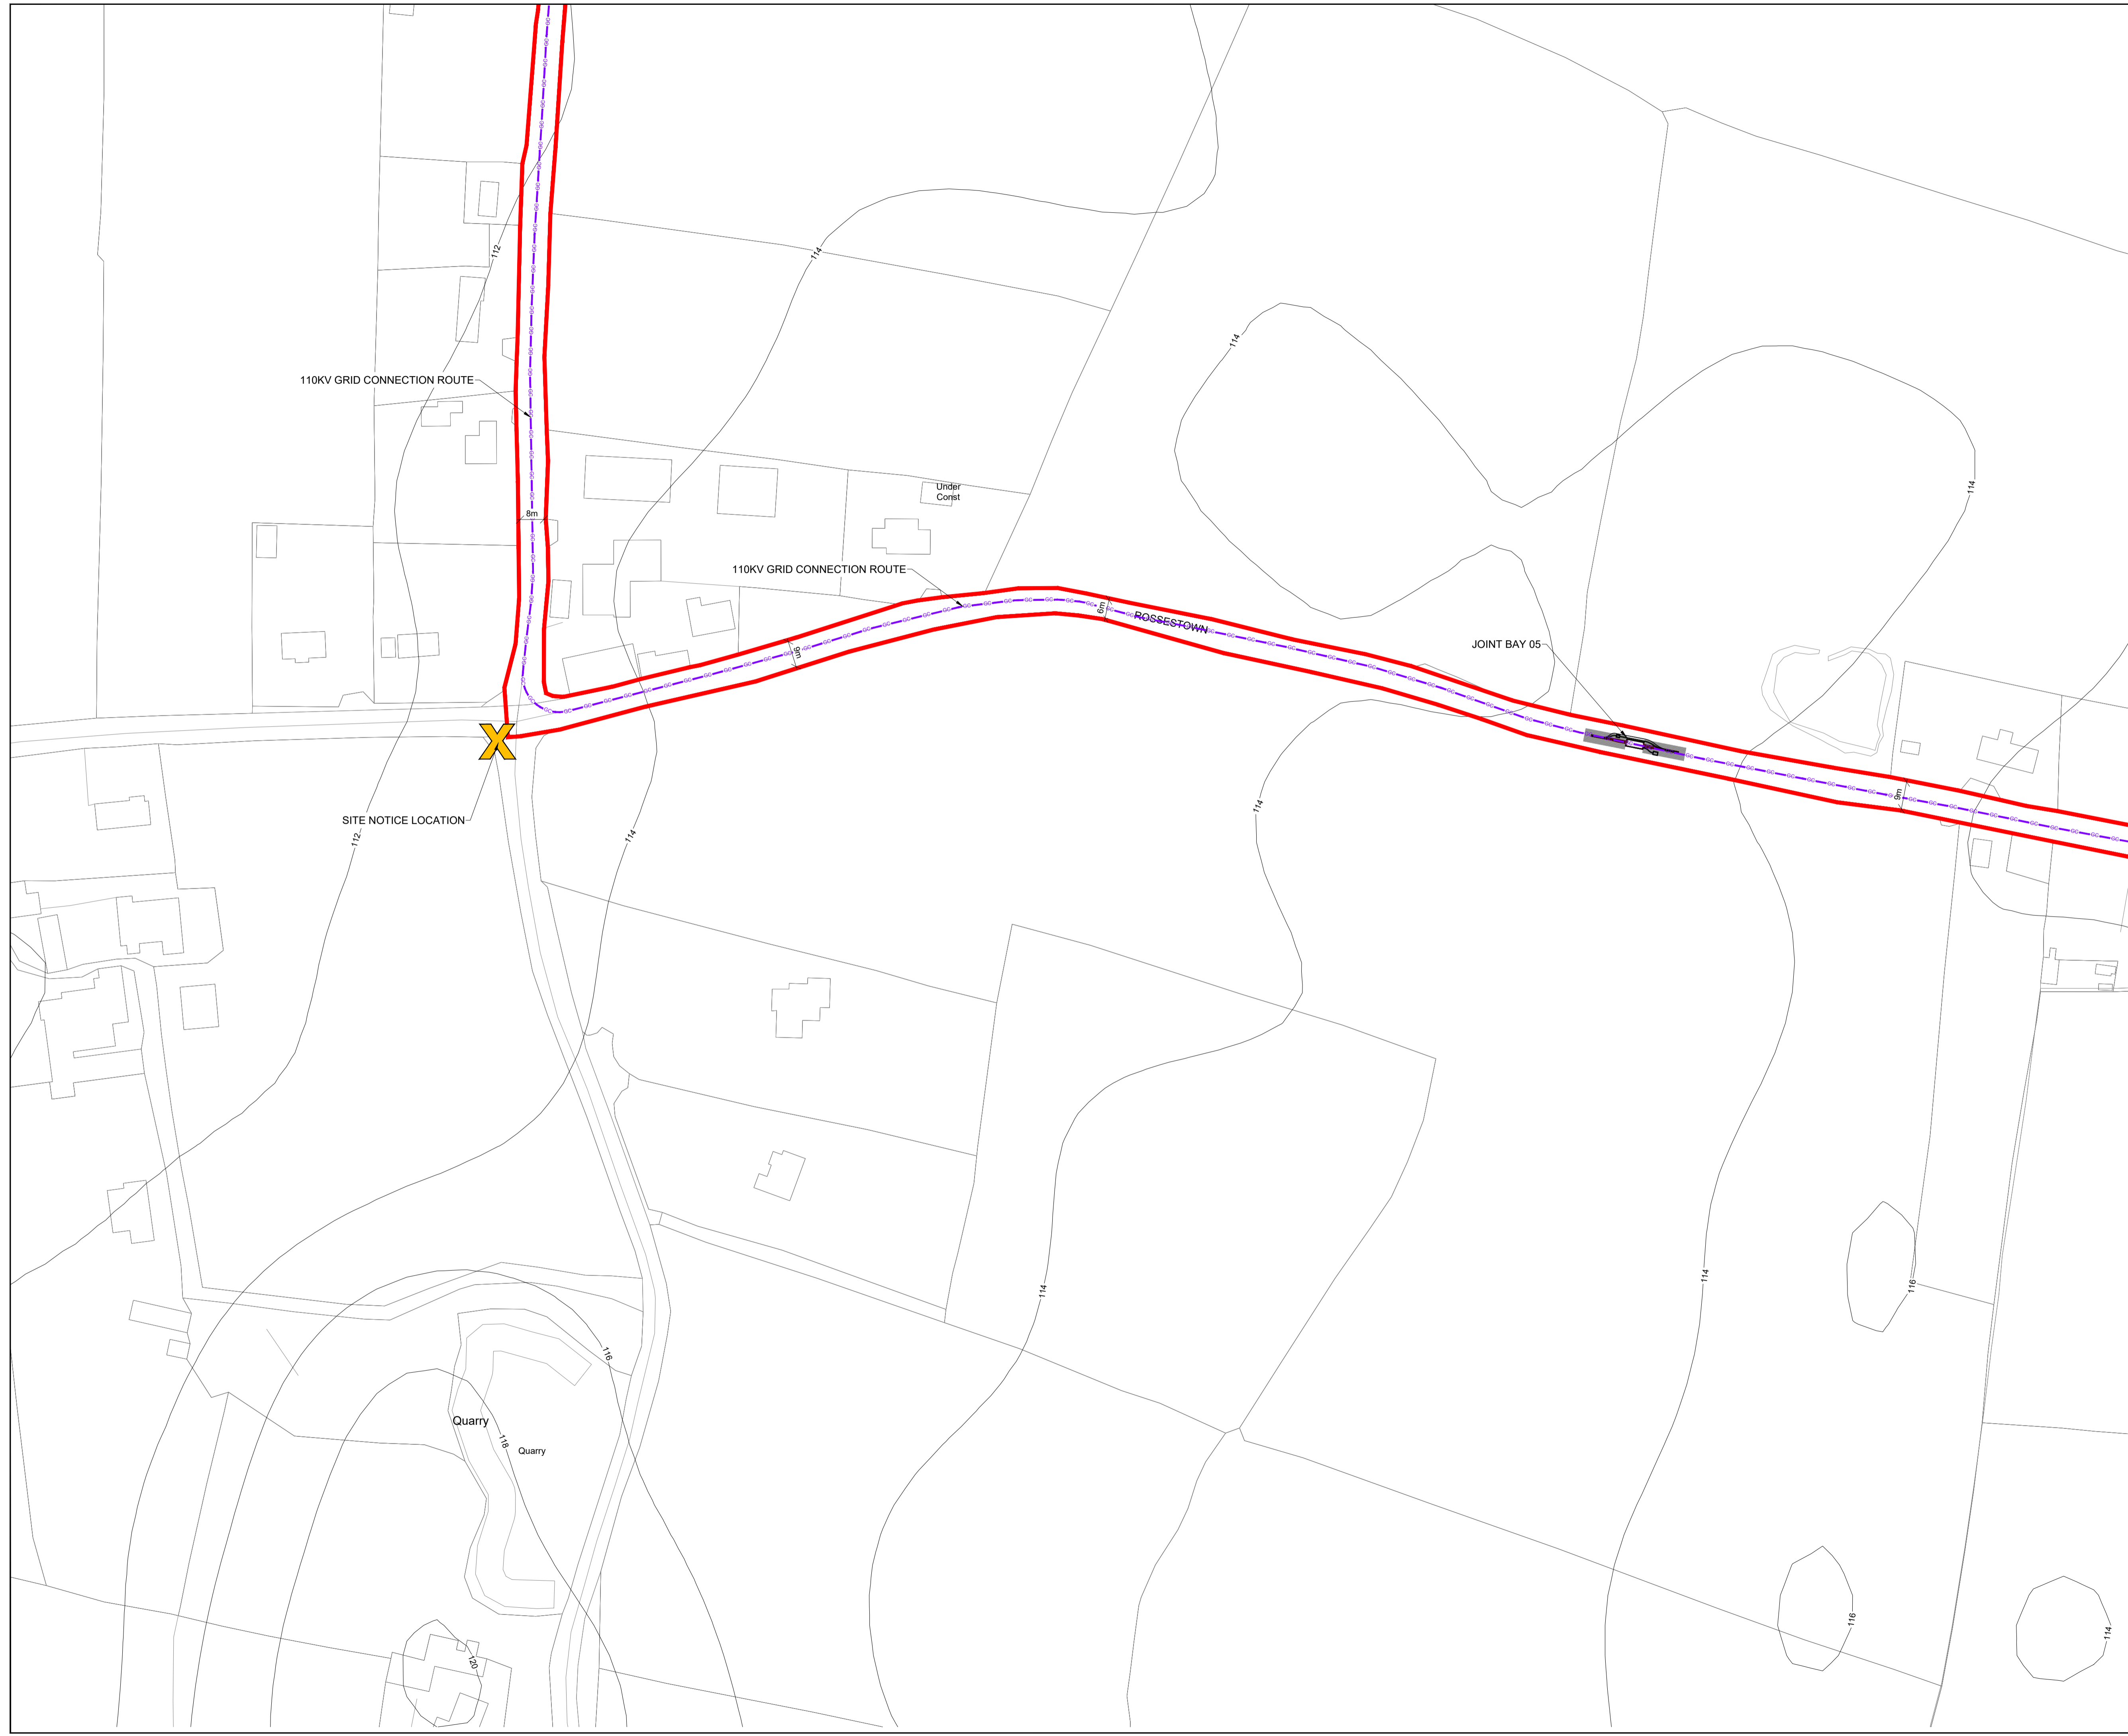 112
114
114
110KV GRID CONNECTION ROUTE
Under
Const
114
8m
110KV GRID CONNECTION ROUTE
6m
ROSSESTOWN
9m
JOINT BAY 05
9m
SITE NOTICE LOCATION
112
114
114
114
114
116
116
Quarry
118
Quarry
116
114
120